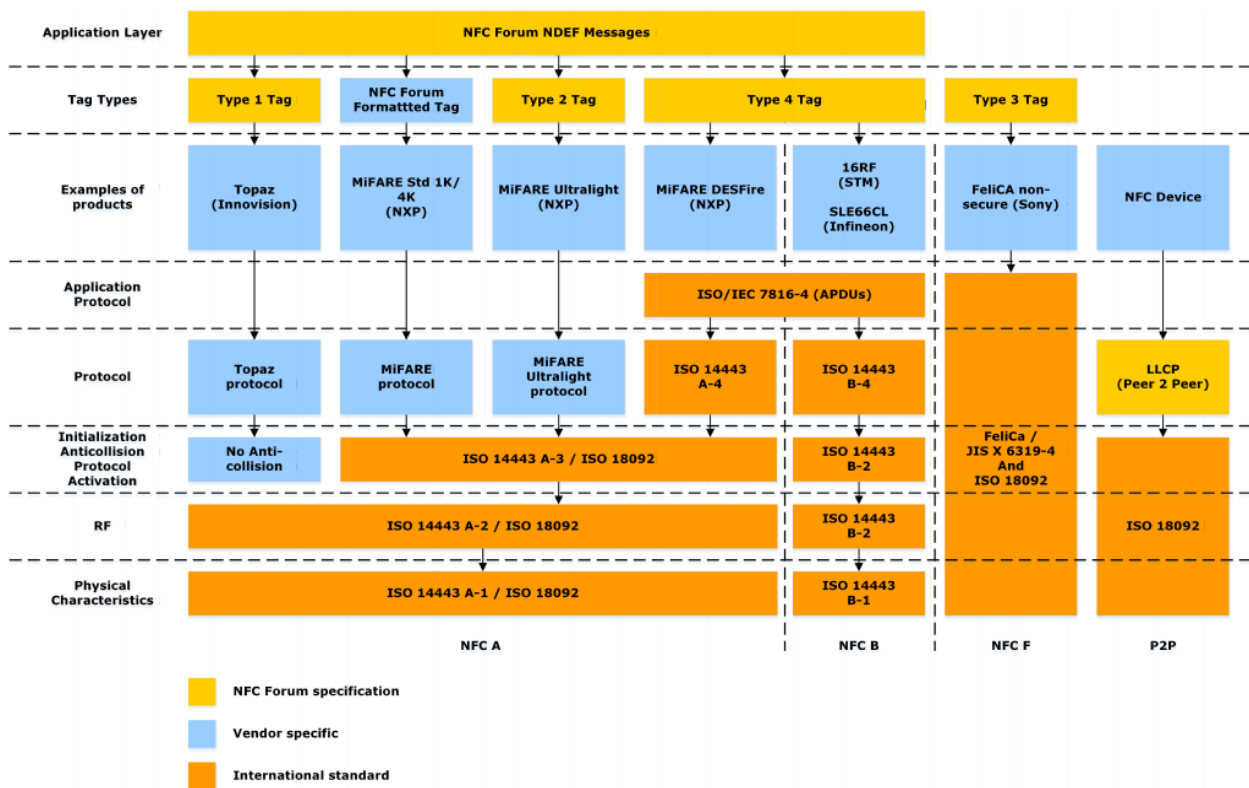 Application Layer
NFC Forum NDEF Messages
Tag Types
Type 1 Tag
NFC Forum
Formattted Tag
Type 2 Tag
Type 4 Tag
Type 3 Tag
Examples of
products
Topaz
(Innovision)
MiFARE Std 1K/
4K
(NXP)
MiFARE Ultralight
(NXP)
MiFARE DESFire
(NXP)
16RF
(STM)
SLE66CL
(Infineon)
FeliCA non-
secure (Sony)
NFC Device
Application
Protocol
ISO/IEC 7816-4 (APDUs)
Protocol
Topaz
protocol
MiFARE
protocol
MiFARE
Ultralight
protocol
ISO 14443
A-4
ISO 14443
B-4
LLCP
(Peer 2 Peer)
Initialization
Anticollision
Protocol
Activation
No Anti-
collision
ISO 14443 A-3 / ISO 18092
ISO 14443
B-2
FeliCa /
JIS X 6319-4
And
ISO 18092
RF
ISO 14443 A-2 / ISO 18092
ISO 14443
B-2
ISO 18092
Physical
Characteristics
ISO 14443 A-1 / ISO 18092
ISO 14443
B-1
NFC A
NFC B
NFC F
P2P
NFC Forum specification
Vendor specific
International standard